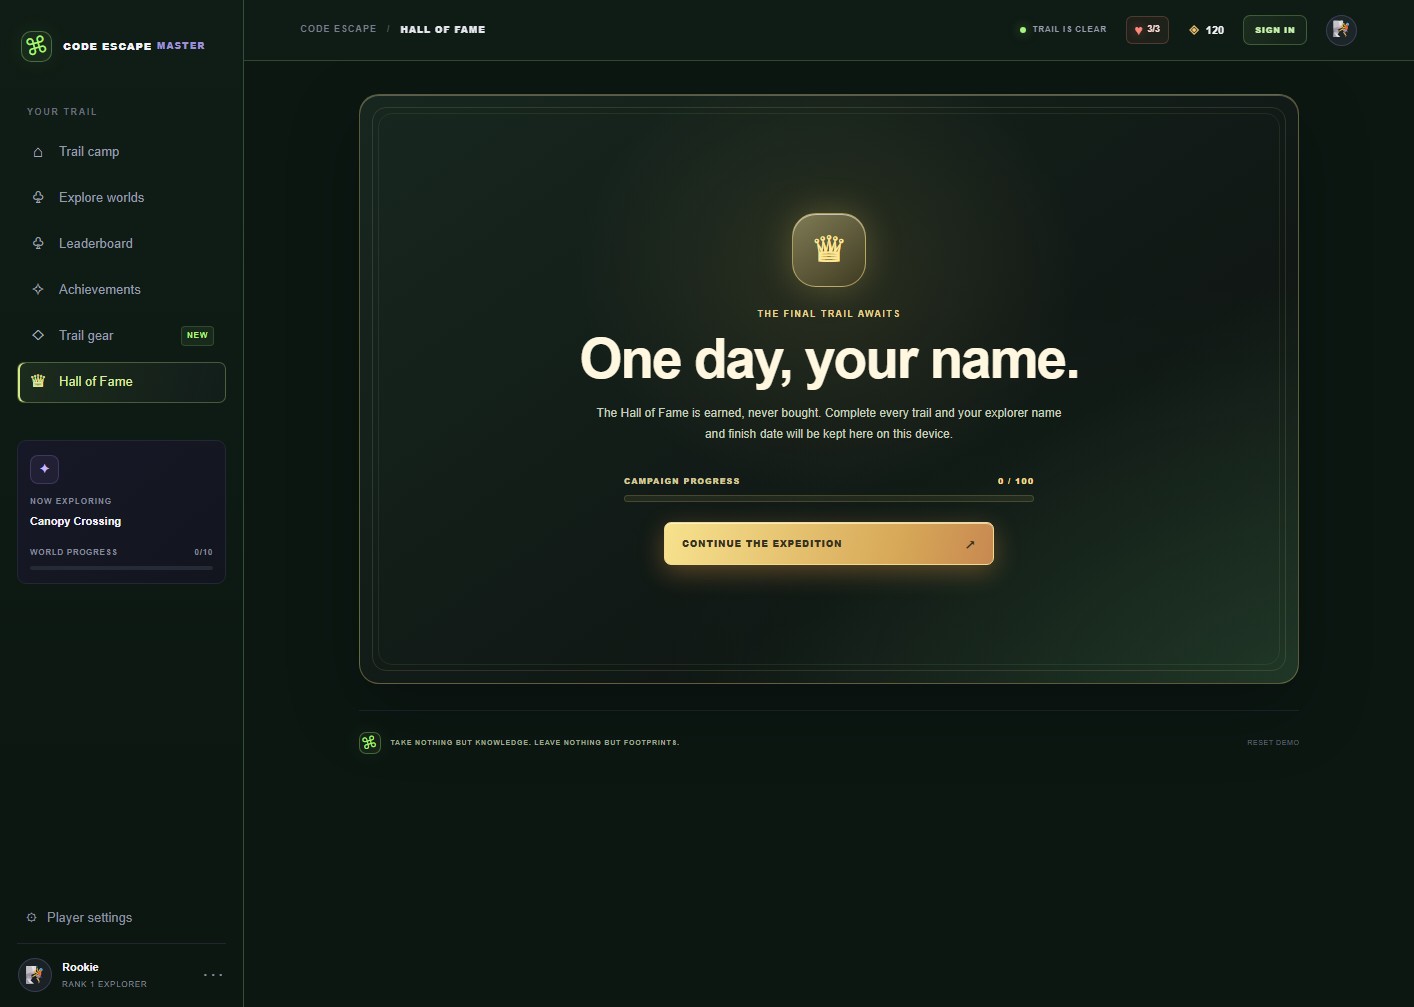 CODE ESCAPE MASTER
YOUR TRAIL
Trail camp
Explore worlds
Leaderboard
Achievements
Trail gear NEW
Hall of Fame
NOW EXPLORING
Canopy Crossing
WORLD PROGRESS 0/10
Player settings
Rookie
RANK 1 EXPLORER
CODE ESCAPE / HALL OF FAME
TRAIL IS CLEAR
3/3
120
SIGN IN
THE FINAL TRAIL AWAITS
One day, your name.
The Hall of Fame is earned, never bought. Complete every trail and your explorer name
and finish date will be kept here on this device.
CAMPAIGN PROGRESS 0 / 100
CONTINUE THE EXPEDITION ↗
TAKE NOTHING BUT KNOWLEDGE. LEAVE NOTHING BUT FOOTPRINTS.
RESET DEMO